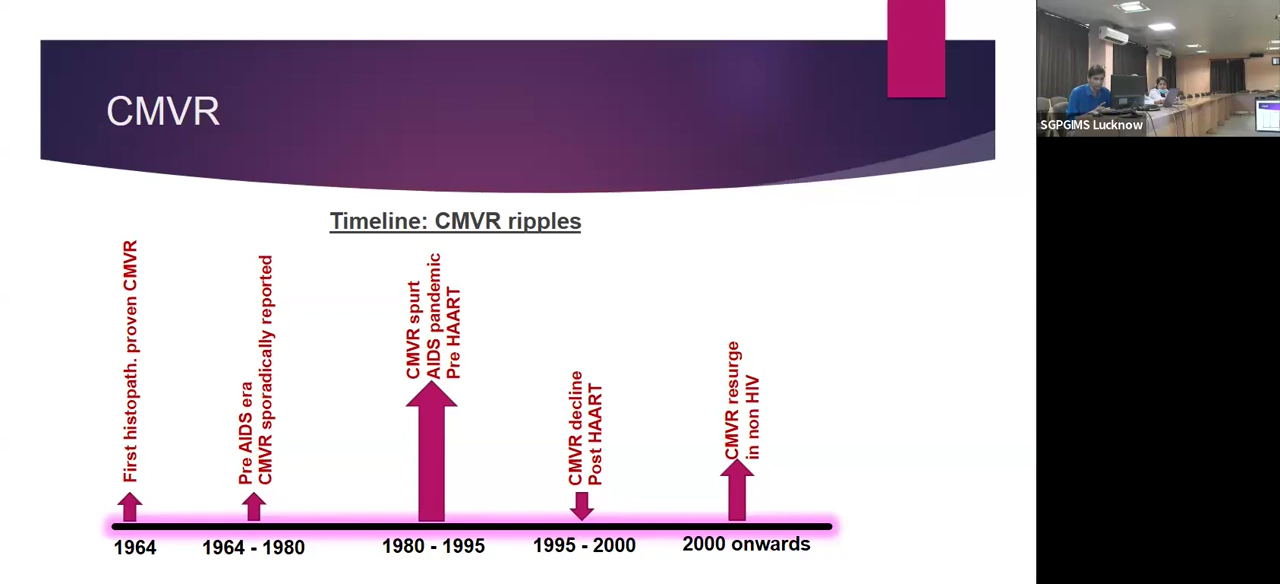 CMVR
SGPGIMS Lucknow
Timeline: CMVR ripples
First histopath. proven CMVR
Pre AIDS era
CMVR sporadically reported
CMVR spurt
AIDS pandemic
Pre HAART
CMVR decline
Post HAART
CMVR resurge
in non HIV
1964
1964 - 1980
1980 - 1995
1995 - 2000
2000 onwards